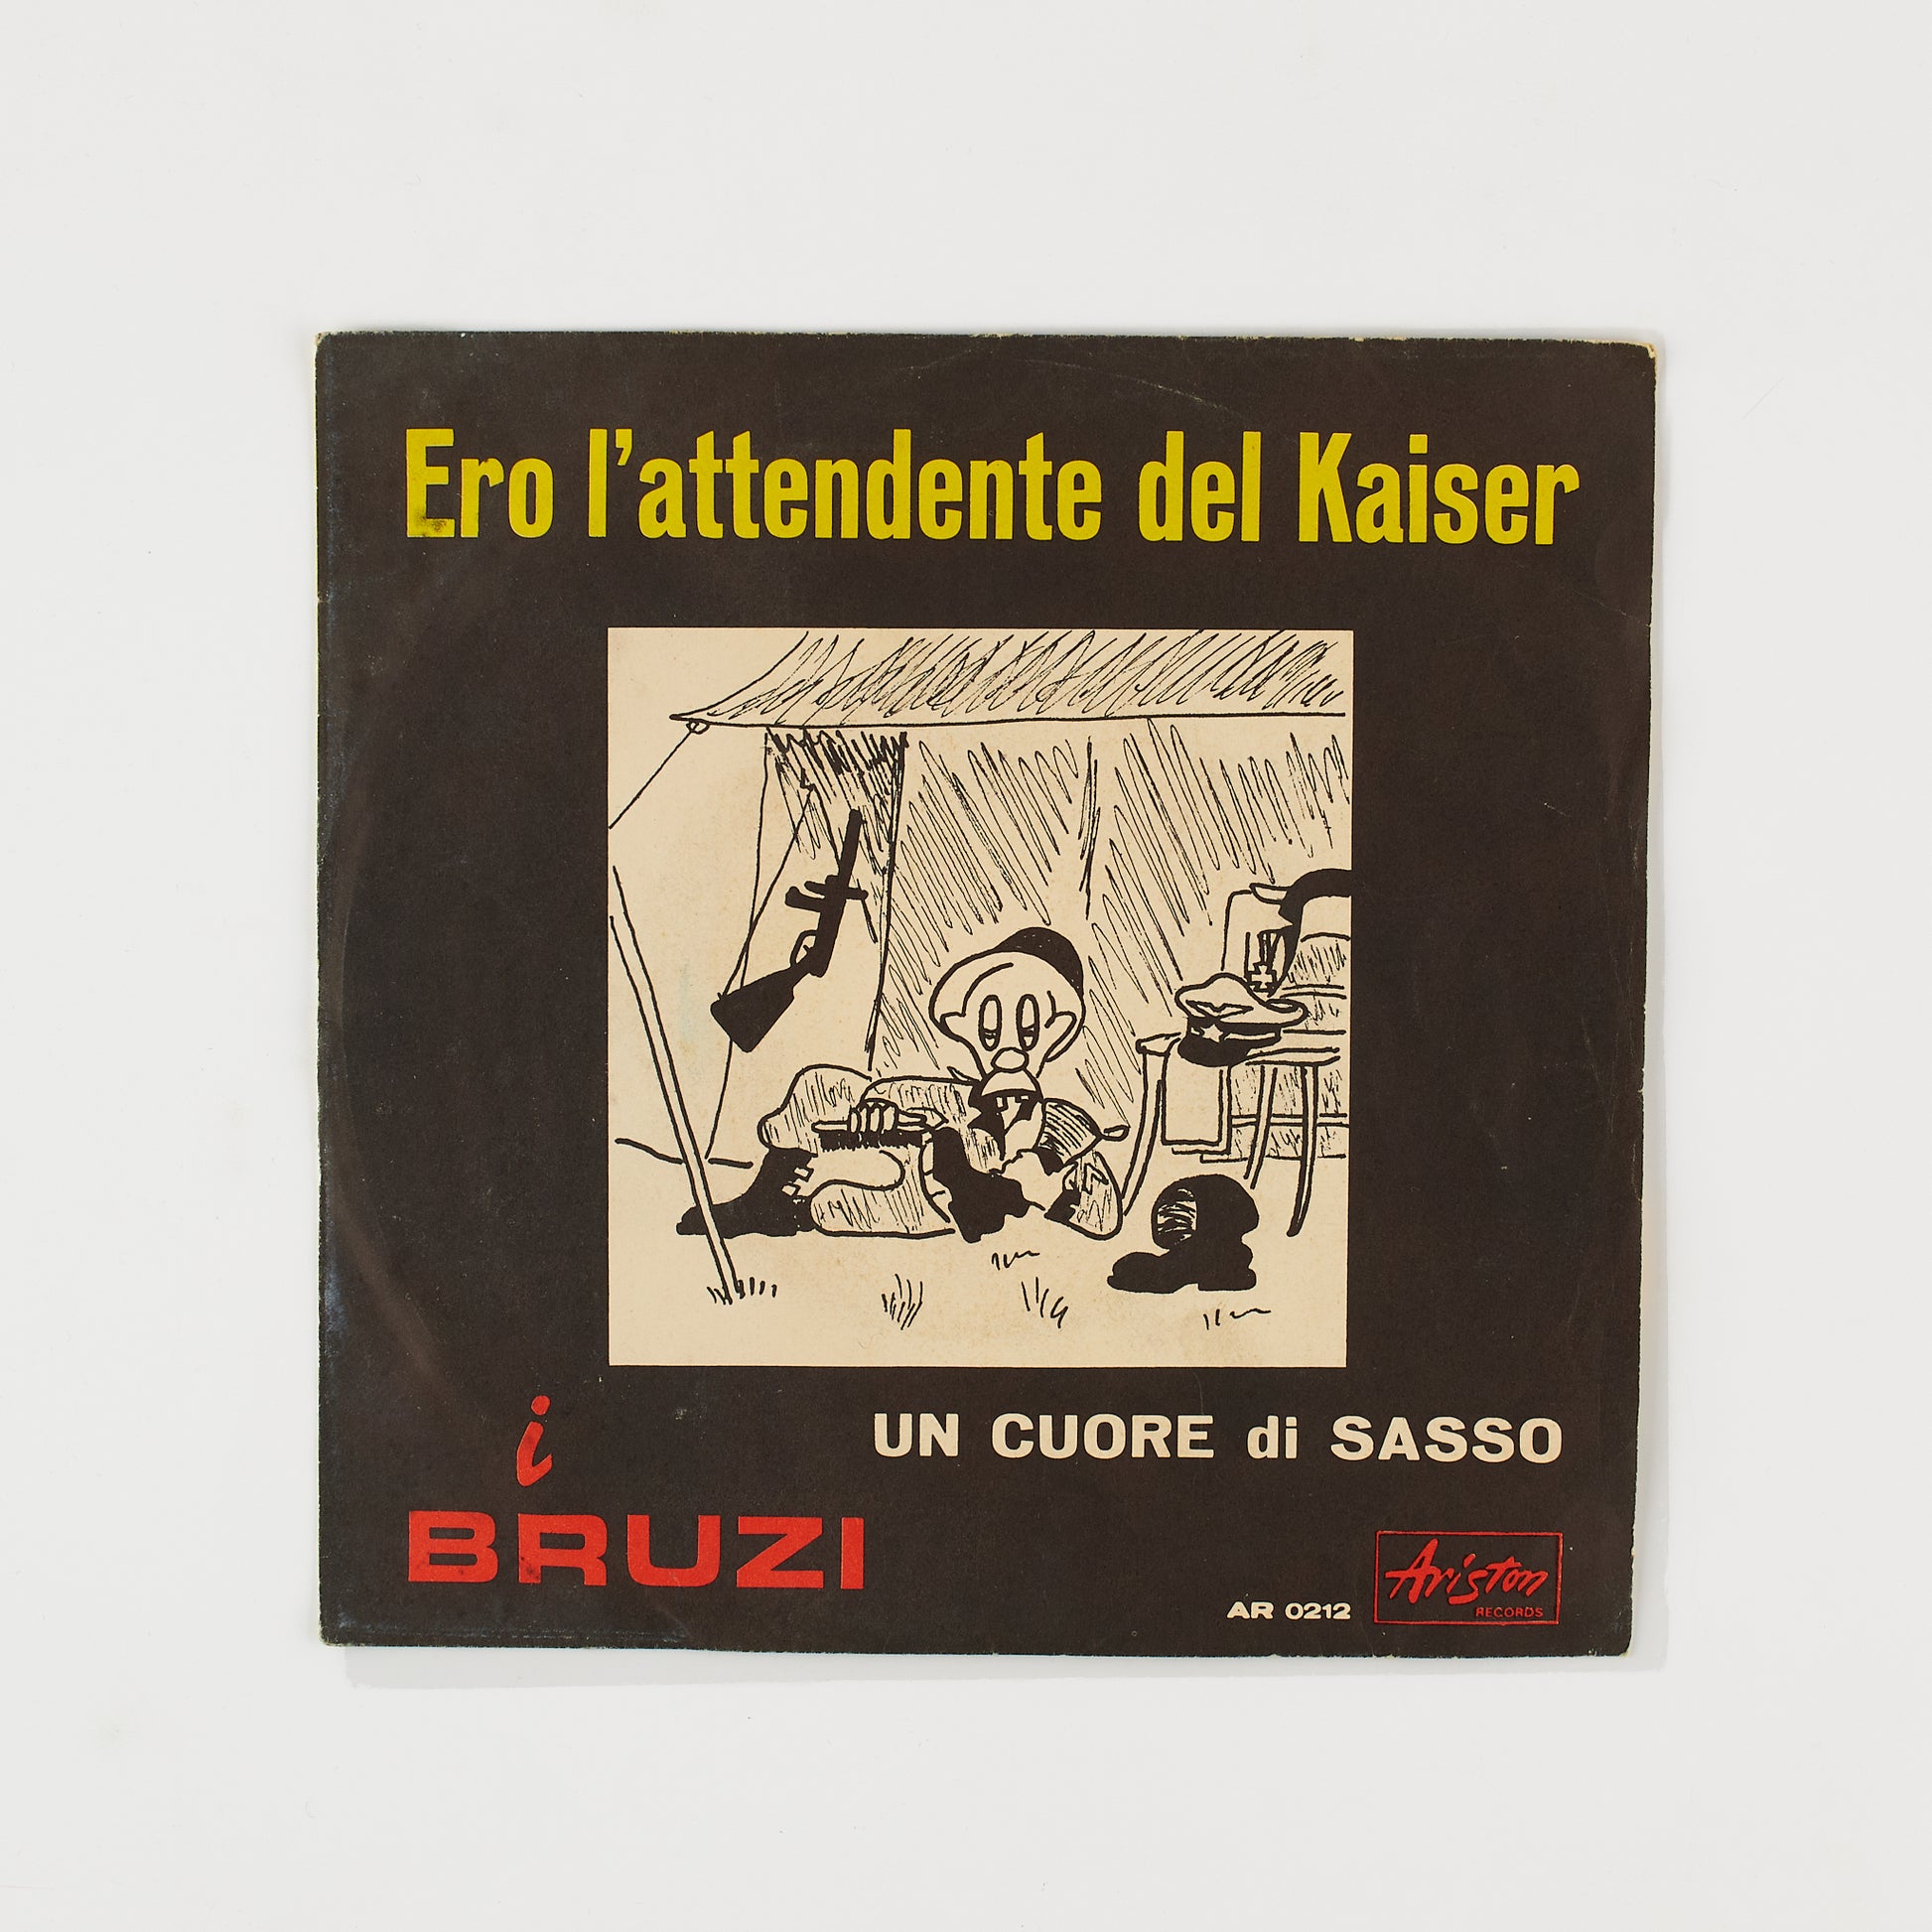 Ero l'attendente del Kaiser
UN CUORE di SASSO
i
BRUZI
AR 0212
Ariston
RECORDS